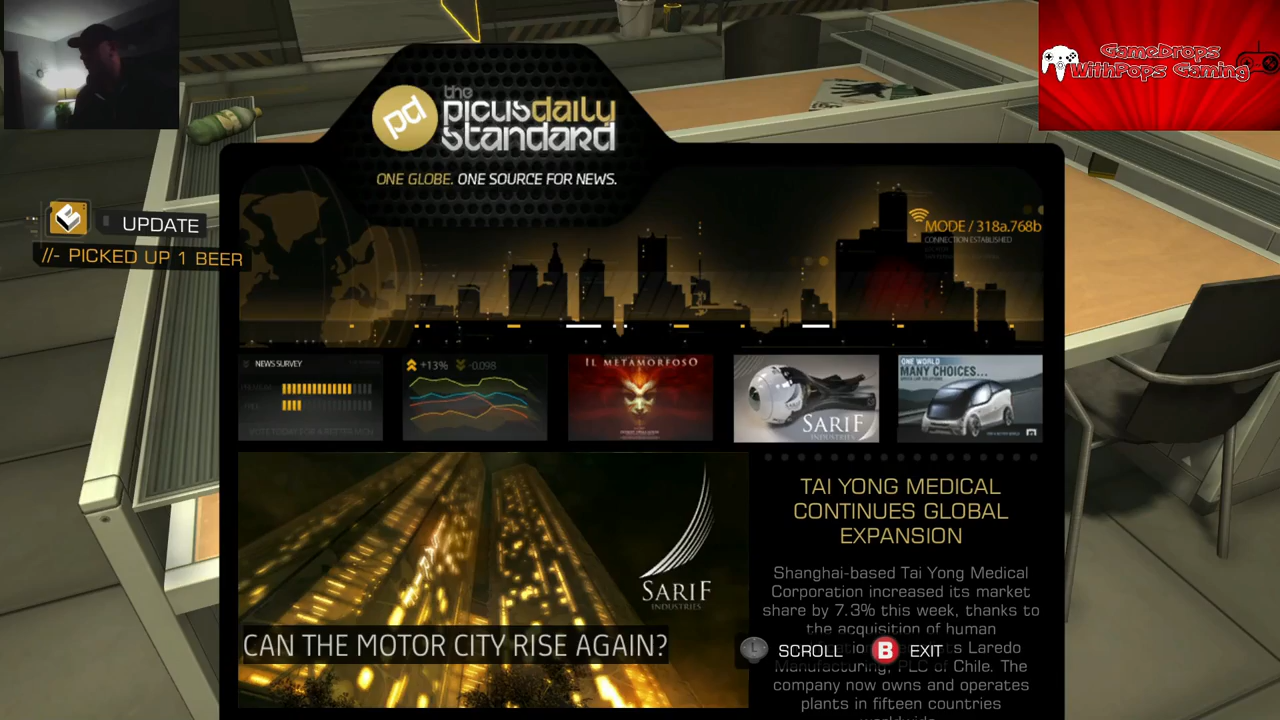 GameDrops
WithPops Gaming
pd
the
picusdaily
standard
ONE GLOBE. ONE SOURCE FOR NEWS.
UPDATE
//- PICKED UP 1 BEER
MODE / 318a.768b
CONNECTION ESTABLISHED
NEWS SURVEY
+13% -0.098
IL METAMORFOSO
SARIF
INDUSTRIES
ONE WORLD
MANY CHOICES...
SARIF
INDUSTRIES
CAN THE MOTOR CITY RISE AGAIN?
TAI YONG MEDICAL
CONTINUES GLOBAL
EXPANSION
Shanghai-based Tai Yong Medical
Corporation increased its market
share by 7.3% this week, thanks to
the acquisition of human
Laredo
Manufacturing, PLC of Chile. The
company now owns and operates
plants in fifteen countries
L SCROLL B EXIT